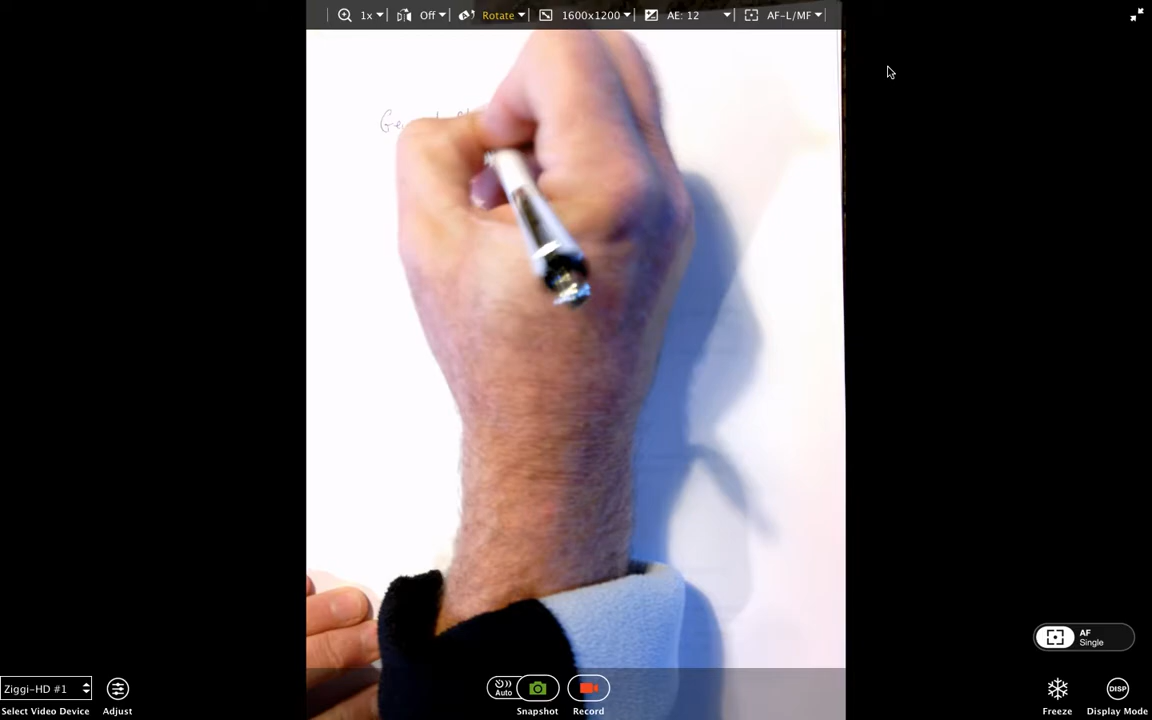 1x Off Rotate 1600x1200 AE: 12 AF-L/MF
AF
Single
Ziggi-HD #1
Auto
Select Video Device Adjust Snapshot Record Freeze DISP Display Mode